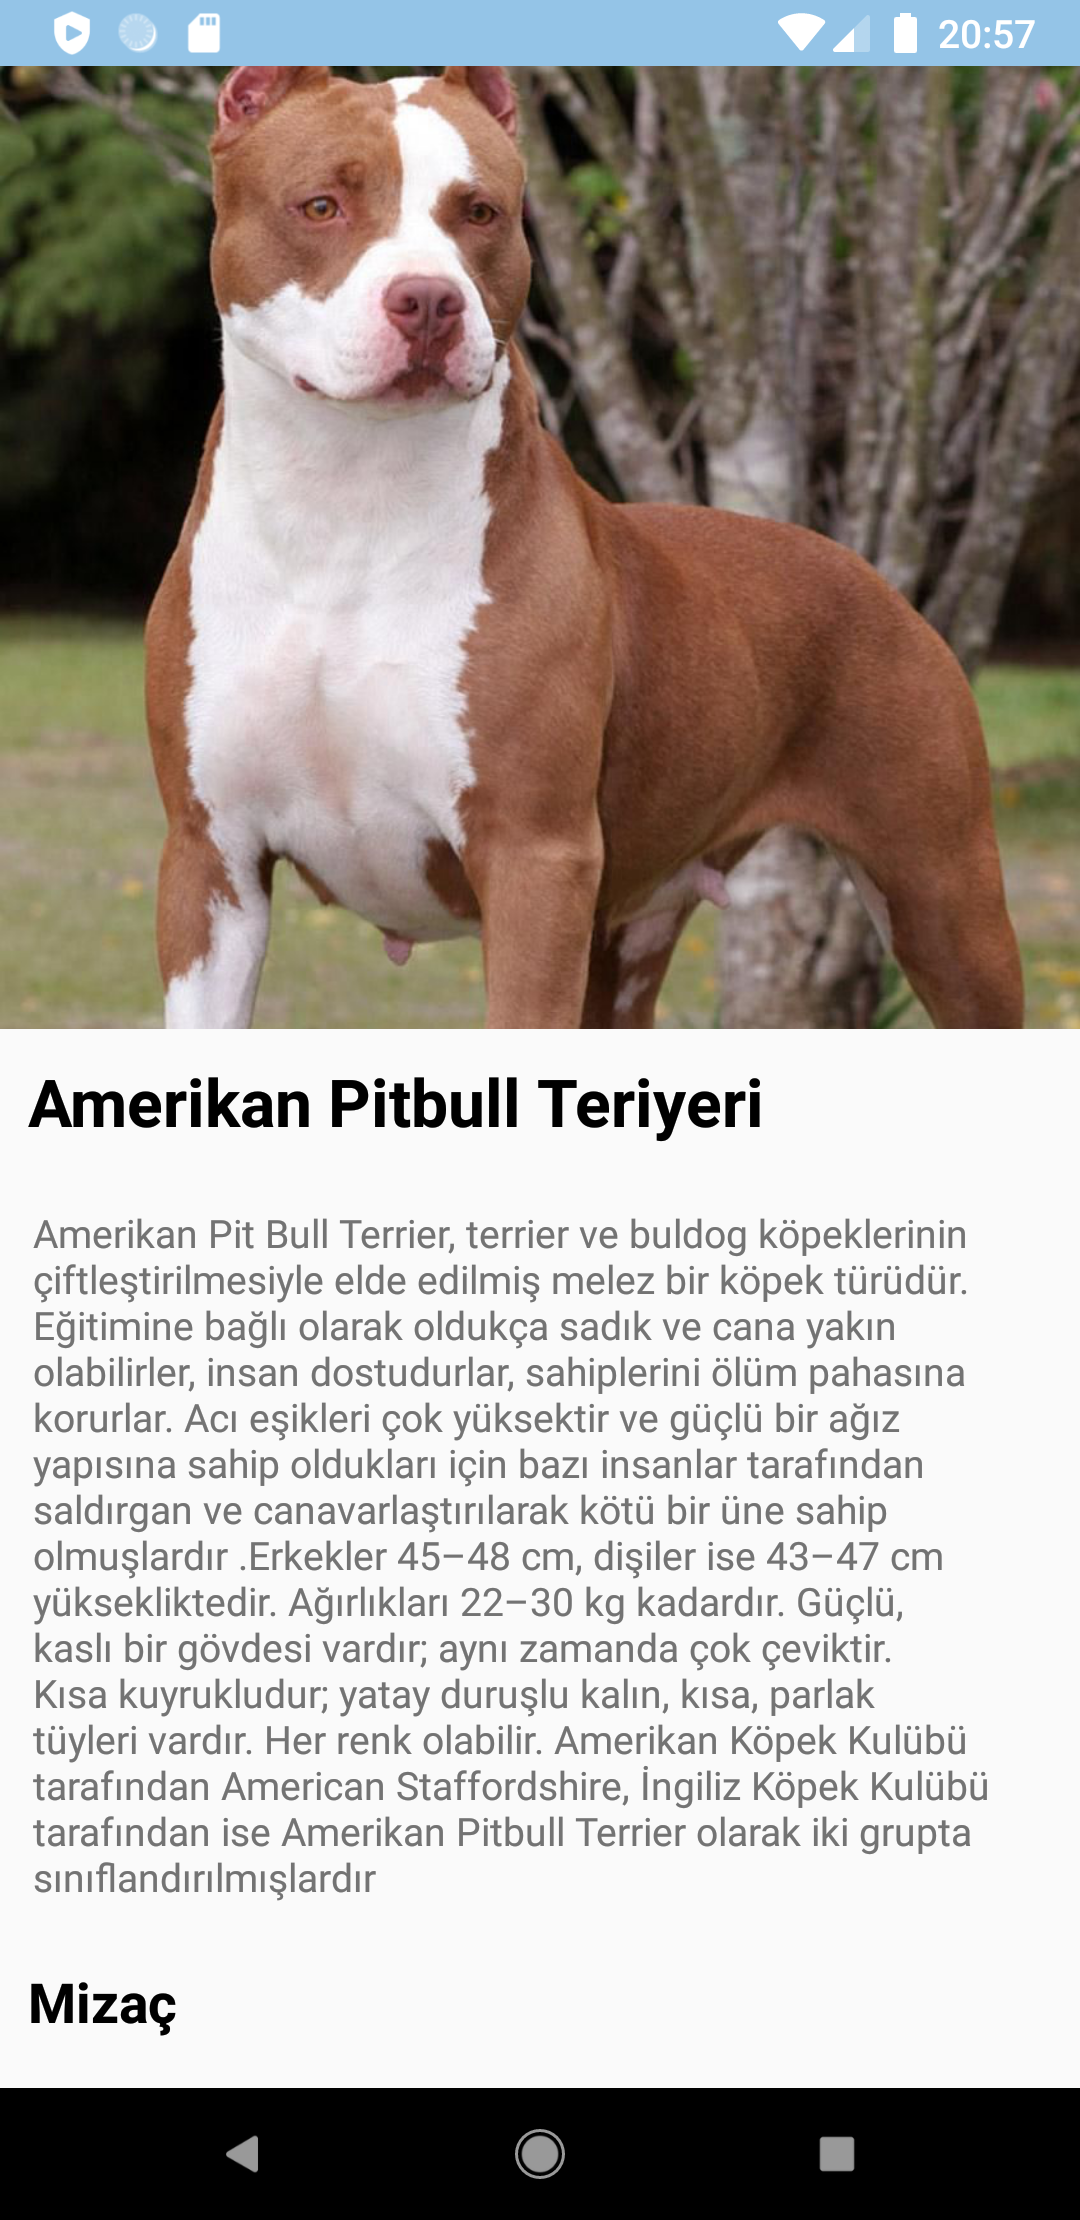 20:57
Amerikan Pitbull Teriyeri
Amerikan Pit Bull Terrier, terrier ve buldog köpeklerinin
çiftleştirilmesiyle elde edilmiş melez bir köpek türüdür.
Eğitimine bağlı olarak oldukça sadık ve cana yakın
olabilirler, insan dostudurlar, sahiplerini ölüm pahasına
korurlar. Acı eşikleri çok yüksektir ve güçlü bir ağız
yapısına sahip oldukları için bazı insanlar tarafından
saldırgan ve canavarlaştırılarak kötü bir üne sahip
olmuşlardır .Erkekler 45–48 cm, dişiler ise 43–47 cm
yüksekliktedir. Ağırlıkları 22–30 kg kadardır. Güçlü,
kaslı bir gövdesi vardır; aynı zamanda çok çeviktir.
Kısa kuyrukludur; yatay duruşlu kalın, kısa, parlak
tüyleri vardır. Her renk olabilir. Amerikan Köpek Kulübü
tarafından American Staffordshire, İngiliz Köpek Kulübü
tarafından ise Amerikan Pitbull Terrier olarak iki grupta
sınıflandırılmışlardır
Mizaç